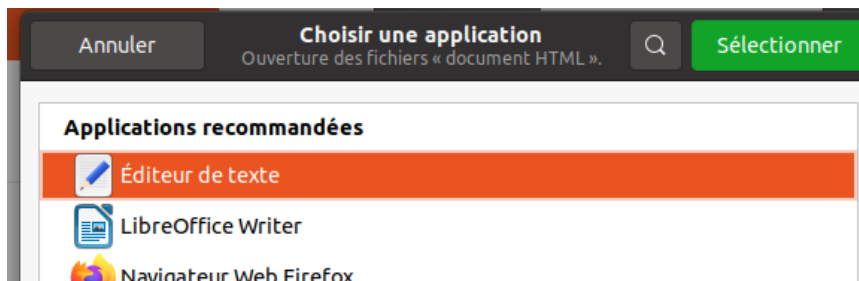 Annuler
Choisir une application
Ouverture des fichiers « document HTML ».
Sélectionner
Applications recommandées
Éditeur de texte
LibreOffice Writer
Navigateur Web Firefox